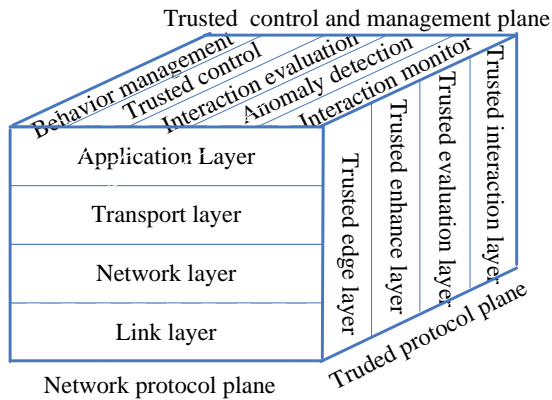 Trusted control and management plane
Behavior management
Trusted control
Interaction evaluation
Anomaly detection
Interaction monitor
Application Layer
Transport layer
Network layer
Link layer
Trusted edge layer
Trusted enhance layer
Trusted evaluation layer
Trusted interaction layer
Network protocol plane
Truded protocol plane